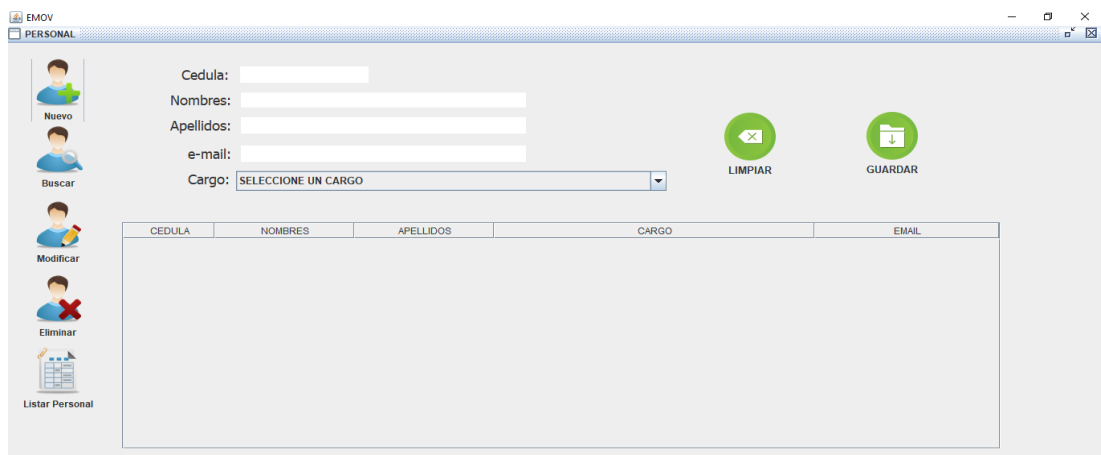 EMOV
PERSONAL
Nuevo
Buscar
Modificar
Eliminar
Listar Personal
Cedula:
Nombres:
Apellidos:
e-mail:
Cargo: SELECCIONE UN CARGO
LIMPIAR
GUARDAR
CEDULA NOMBRES APELLIDOS CARGO EMAIL